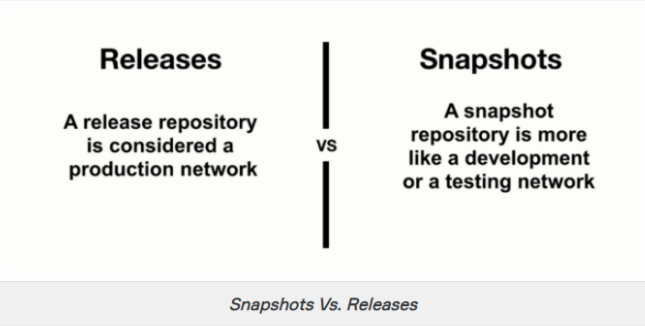 Releases
A release repository
is considered a
production network
vs
Snapshots
A snapshot
repository is more
like a development
or a testing network
Snapshots Vs. Releases